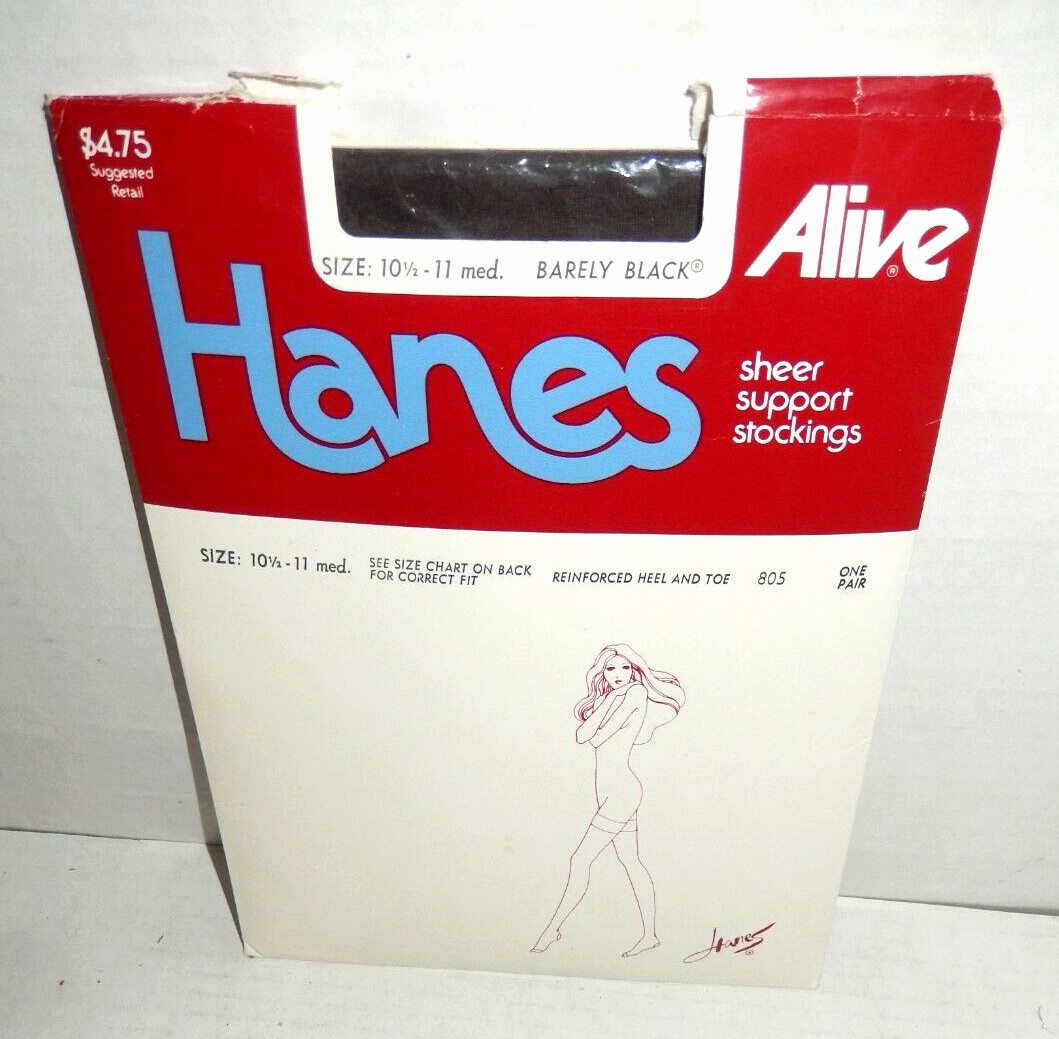 $4.75
Suggested
Retail
SIZE: 10½ - 11 med. BARELY BLACK®
Alive®
Hanes
sheer
support
stockings
SIZE: 10½ - 11 med.
SEE SIZE CHART ON BACK
FOR CORRECT FIT
REINFORCED HEEL AND TOE
805
ONE
PAIR
Hanes®